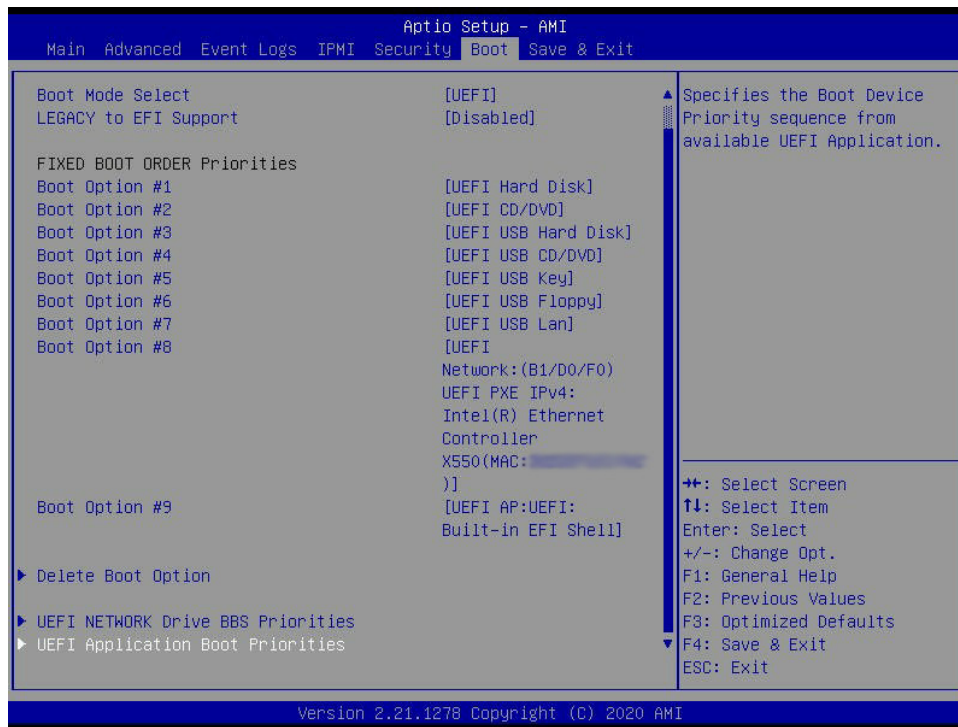 Aptio Setup – AMI
Main Advanced Event Logs IPMI Security Boot Save & Exit
Boot Mode Select [UEFI]
LEGACY to EFI Support [Disabled]
FIXED BOOT ORDER Priorities
Boot Option #1 [UEFI Hard Disk]
Boot Option #2 [UEFI CD/DVD]
Boot Option #3 [UEFI USB Hard Disk]
Boot Option #4 [UEFI USB CD/DVD]
Boot Option #5 [UEFI USB Key]
Boot Option #6 [UEFI USB Floppy]
Boot Option #7 [UEFI USB Lan]
Boot Option #8 [UEFI
Network:(B1/D0/F0)
UEFI PXE IPv4:
Intel(R) Ethernet
Controller
X550(MAC:
)]
Boot Option #9 [UEFI AP:UEFI:
Built-in EFI Shell]
Delete Boot Option
UEFI NETWORK Drive BBS Priorities
UEFI Application Boot Priorities
Specifies the Boot Device
Priority sequence from
available UEFI Application.
→←: Select Screen
↑↓: Select Item
Enter: Select
+/-: Change Opt.
F1: General Help
F2: Previous Values
F3: Optimized Defaults
F4: Save & Exit
ESC: Exit
Version 2.21.1278 Copyright (C) 2020 AMI